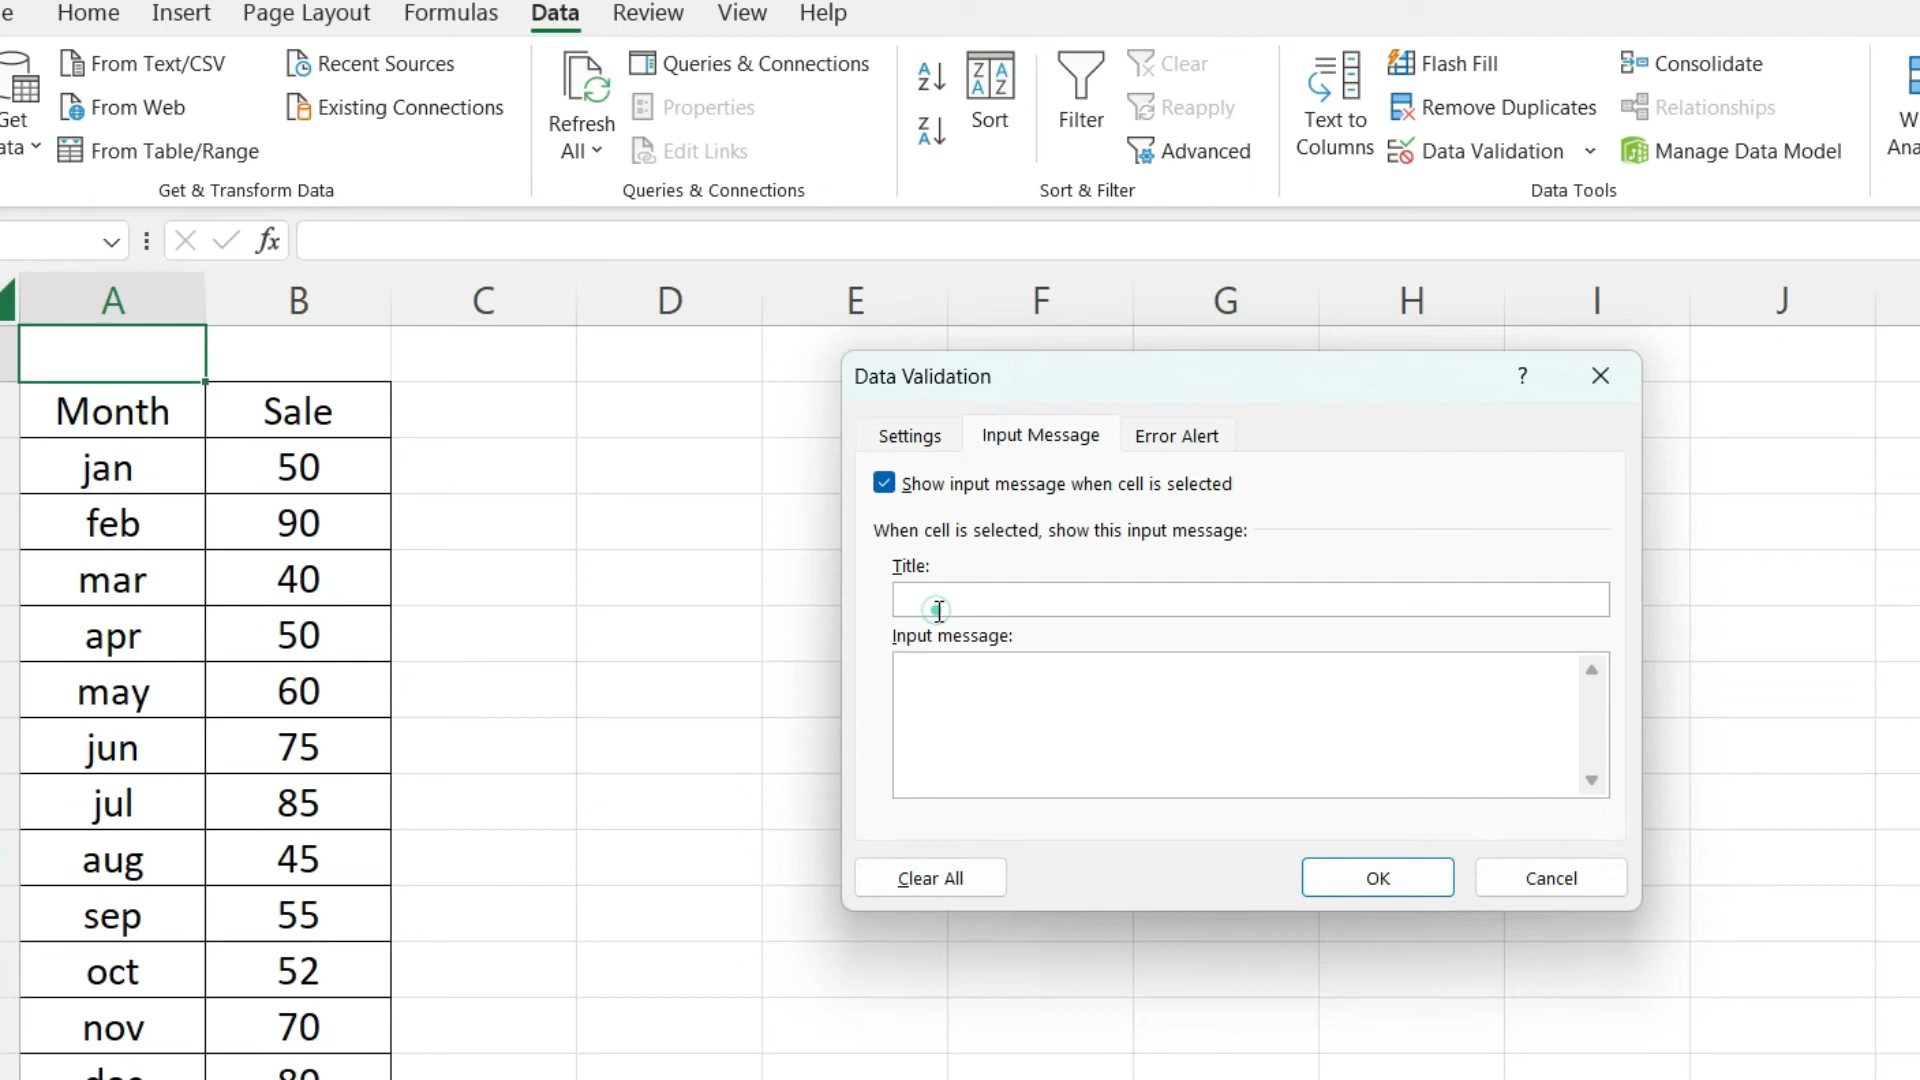 Home Insert Page Layout Formulas Data Review View Help
From Text/CSV
From Web
From Table/Range
Get & Transform Data
Recent Sources
Existing Connections
Refresh
All
Queries & Connections
Properties
Edit Links
Queries & Connections
Sort
Filter
Clear
Reapply
Advanced
Sort & Filter
Text to
Columns
Flash Fill
Remove Duplicates
Data Validation
Consolidate
Relationships
Manage Data Model
Data Tools
fx
A B C D E F G H I J
Month Sale
jan 50
feb 90
mar 40
apr 50
may 60
jun 75
jul 85
aug 45
sep 55
oct 52
nov 70
Data Validation ?
Settings Input Message Error Alert
Show input message when cell is selected
When cell is selected, show this input message:
Title:
Input message:
Clear All OK Cancel